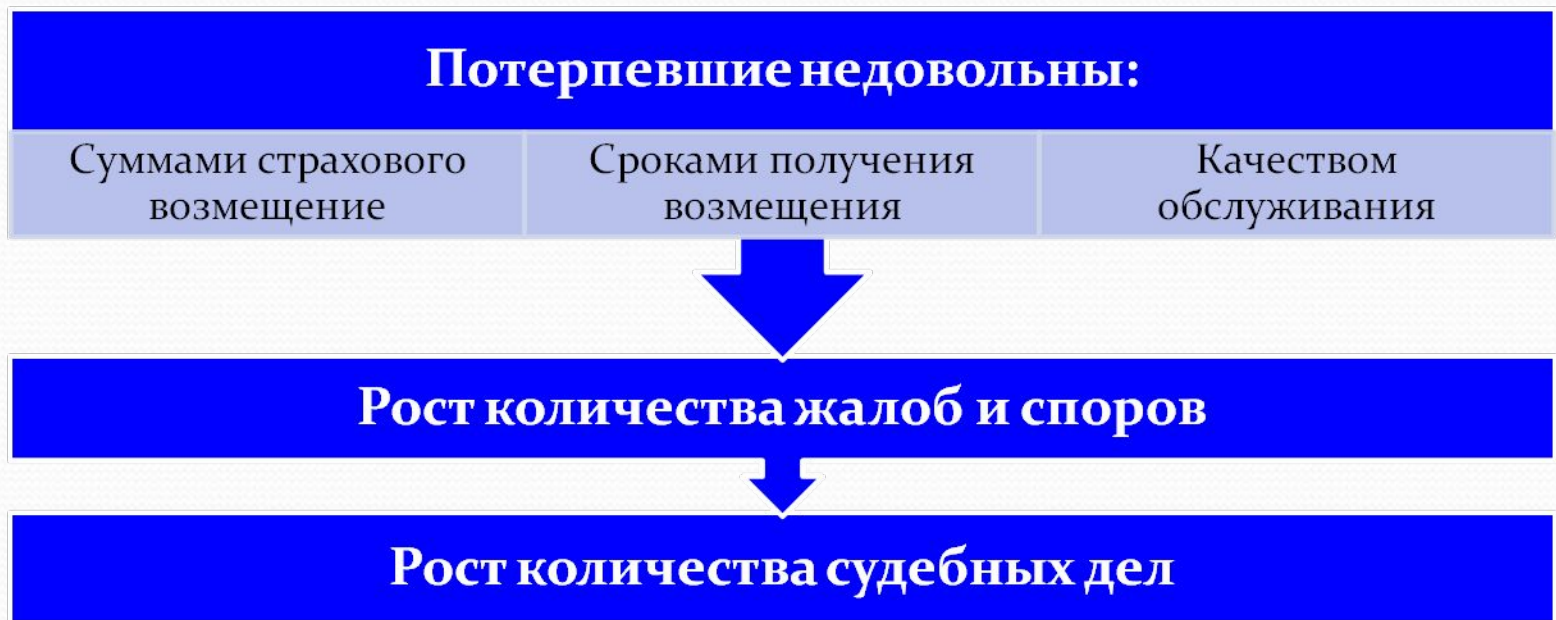 Потерпевшие недовольны:
Суммами страхового
возмещение
Сроками получения
возмещения
Качеством
обслуживания
Рост количества жалоб и споров
Рост количества судебных дел